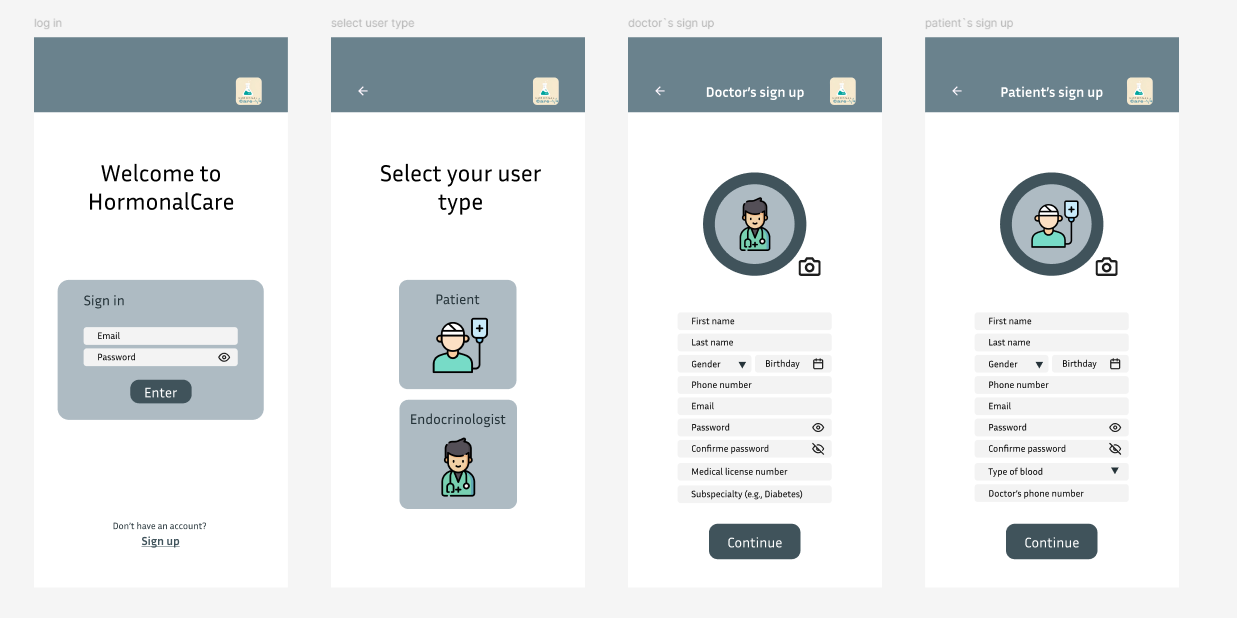 log in
Welcome to
HormonalCare
Sign in
Email
Password
Enter
Don't have an account?
Sign up
select user type
Select your user
type
Patient
Endocrinologist
doctor´s sign up
Doctor's sign up
First name
Last name
Gender
Birthday
Phone number
Email
Password
Confirme password
Medical license number
Subspecialty (e.g., Diabetes)
Continue
patient´s sign up
Patient's sign up
First name
Last name
Gender
Birthday
Phone number
Email
Password
Confirme password
Type of blood
Doctor's phone number
Continue